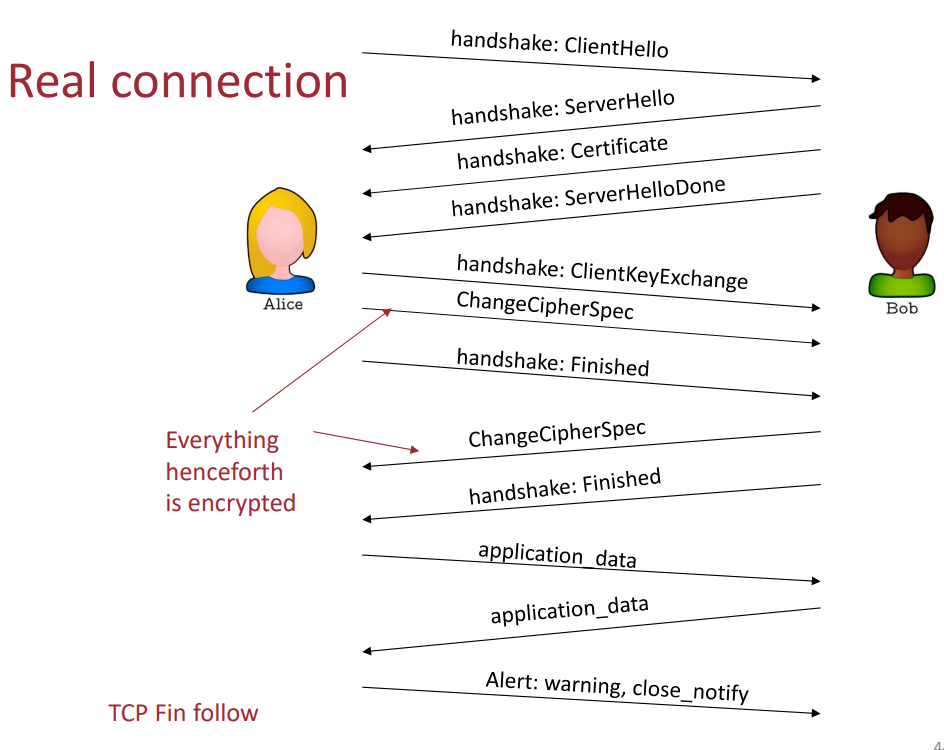 Real connection
handshake: ClientHello
handshake: ServerHello
handshake: Certificate
handshake: ServerHelloDone
Alice
Bob
handshake: ClientKeyExchange
ChangeCipherSpec
handshake: Finished
Everything
henceforth
is encrypted
ChangeCipherSpec
handshake: Finished
application_data
application_data
Alert: warning, close_notify
TCP Fin follow